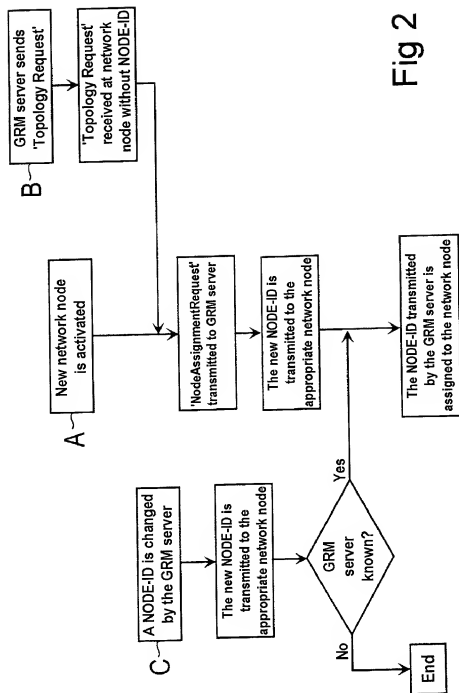 GRM server sends
'Topology Request'
B
'Topology Request'
received at network
node without NODE-ID
New network node
is activated
A
'NodeAssignmentRequest'
transmitted to GRM server
The new NODE-ID is
transmitted to the
appropriate network node
The NODE-ID transmitted
by the GRM server is
assigned to the network node
A NODE-ID is changed
by the GRM server
C
The new NODE-ID is
transmitted to the
appropriate network node
GRM
server
known?
Yes
No
End
Fig 2